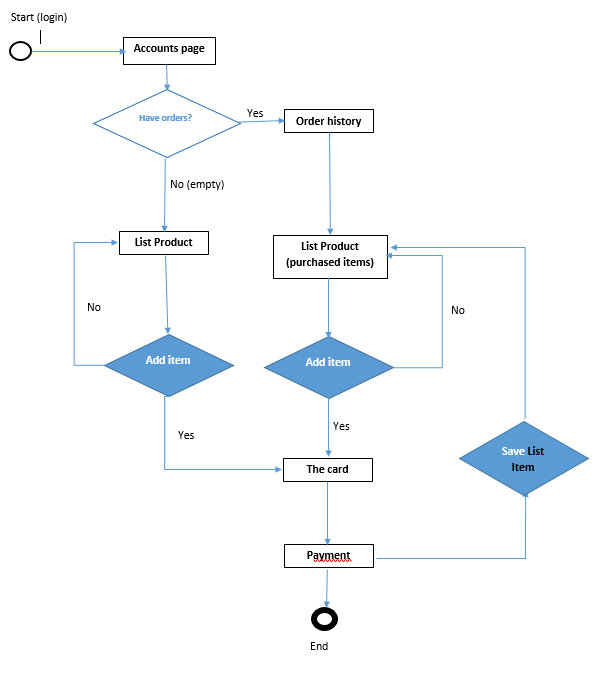 Start (login)
Accounts page
Have orders?
Yes
Order history
No (empty)
List Product
List Product
(purchased items)
No
No
Add item
Add item
Yes
Yes
Save List
Item
The card
Payment
End